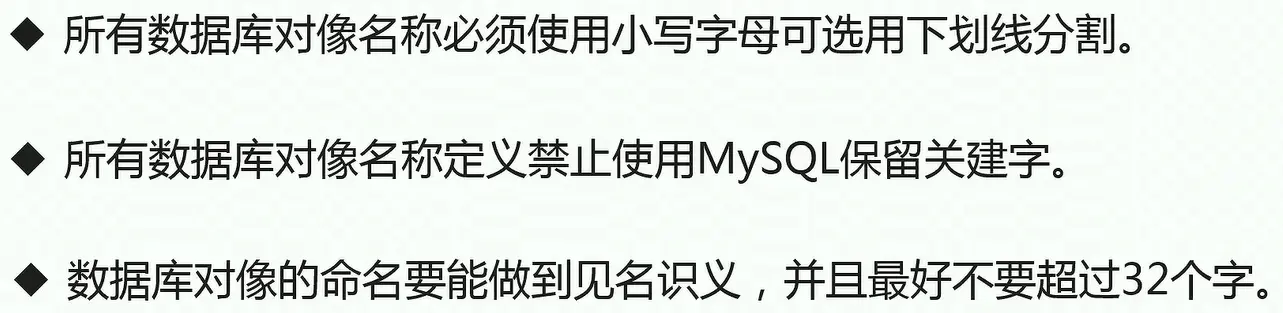 ◆ 所有数据库对像名称必须使用小写字母可选用下划线分割。
◆ 所有数据库对像名称定义禁止使用MySQL保留关建字。
◆ 数据库对像的命名要能做到见名识义，并且最好不要超过32个字。